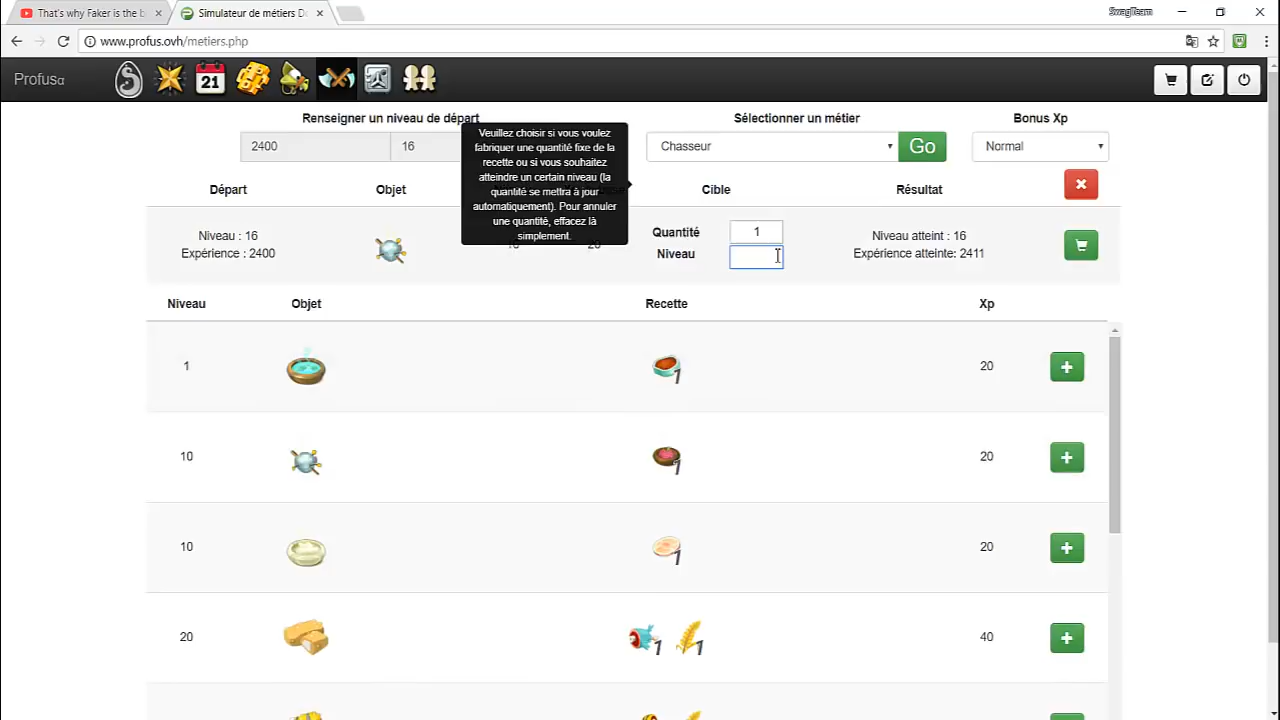 That's why Faker is the b
Simulateur de métiers D
SwagTeam
www.profus.ovh/metiers.php
Profusα
21
Renseigner un niveau de départ
Sélectionner un métier
Bonus Xp
2400
16
Chasseur
Go
Normal
Veuillez choisir si vous voulez
fabriquer une quantité fixe de la
recette ou si vous souhaitez
atteindre un certain niveau (la
quantité se mettra à jour
automatiquement). Pour annuler
une quantité, effacez là
simplement.
Départ
Objet
Cible
Résultat
Niveau : 16
Expérience : 2400
Quantité
1
Niveau
Niveau atteint : 16
Expérience atteinte: 2411
Niveau
Objet
Recette
Xp
1
1
20
10
1
20
10
1
20
20
1
1
40